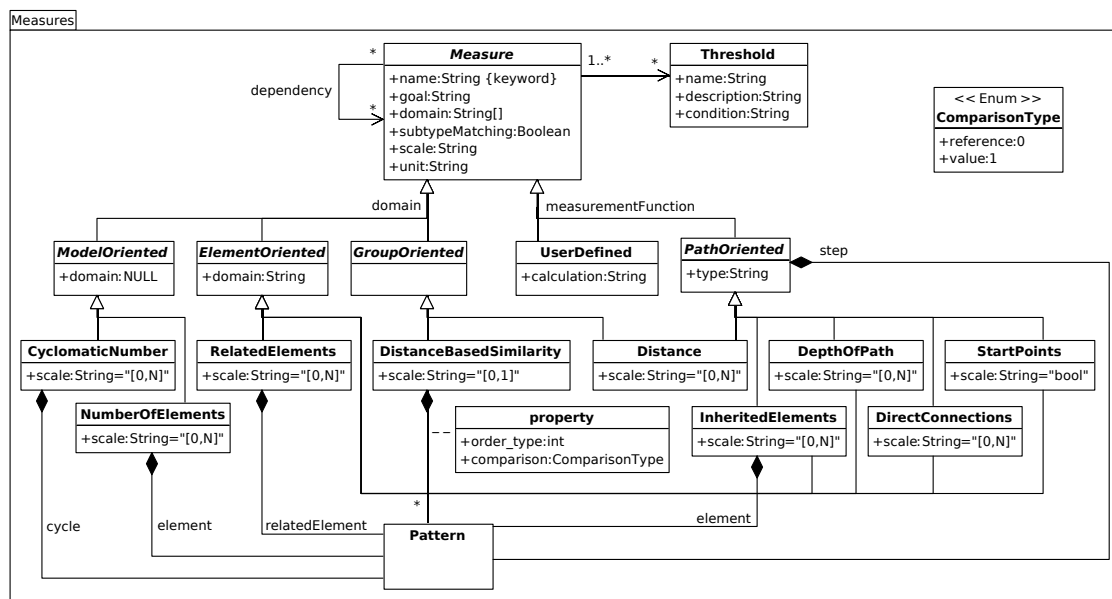 Measures
Measure
+name:String {keyword}
+goal:String
+domain:String[]
+subtypeMatching:Boolean
+scale:String
+unit:String
*
dependency
*
1..*
*
Threshold
+name:String
+description:String
+condition:String
<< Enum >>
ComparisonType
+reference:0
+value:1
domain
measurementFunction
ModelOriented
+domain:NULL
ElementOriented
+domain:String
GroupOriented
UserDefined
+calculation:String
PathOriented
+type:String
step
CyclomaticNumber
+scale:String="[0,N]"
RelatedElements
+scale:String="[0,N]"
DistanceBasedSimilarity
+scale:String="[0,1]"
Distance
+scale:String="[0,N]"
DepthOfPath
+scale:String="[0,N]"
StartPoints
+scale:String="bool"
NumberOfElements
+scale:String="[0,N]"
property
+order_type:int
+comparison:ComparisonType
InheritedElements
+scale:String="[0,N]"
DirectConnections
+scale:String="[0,N]"
*
cycle
element
relatedElement
element
Pattern